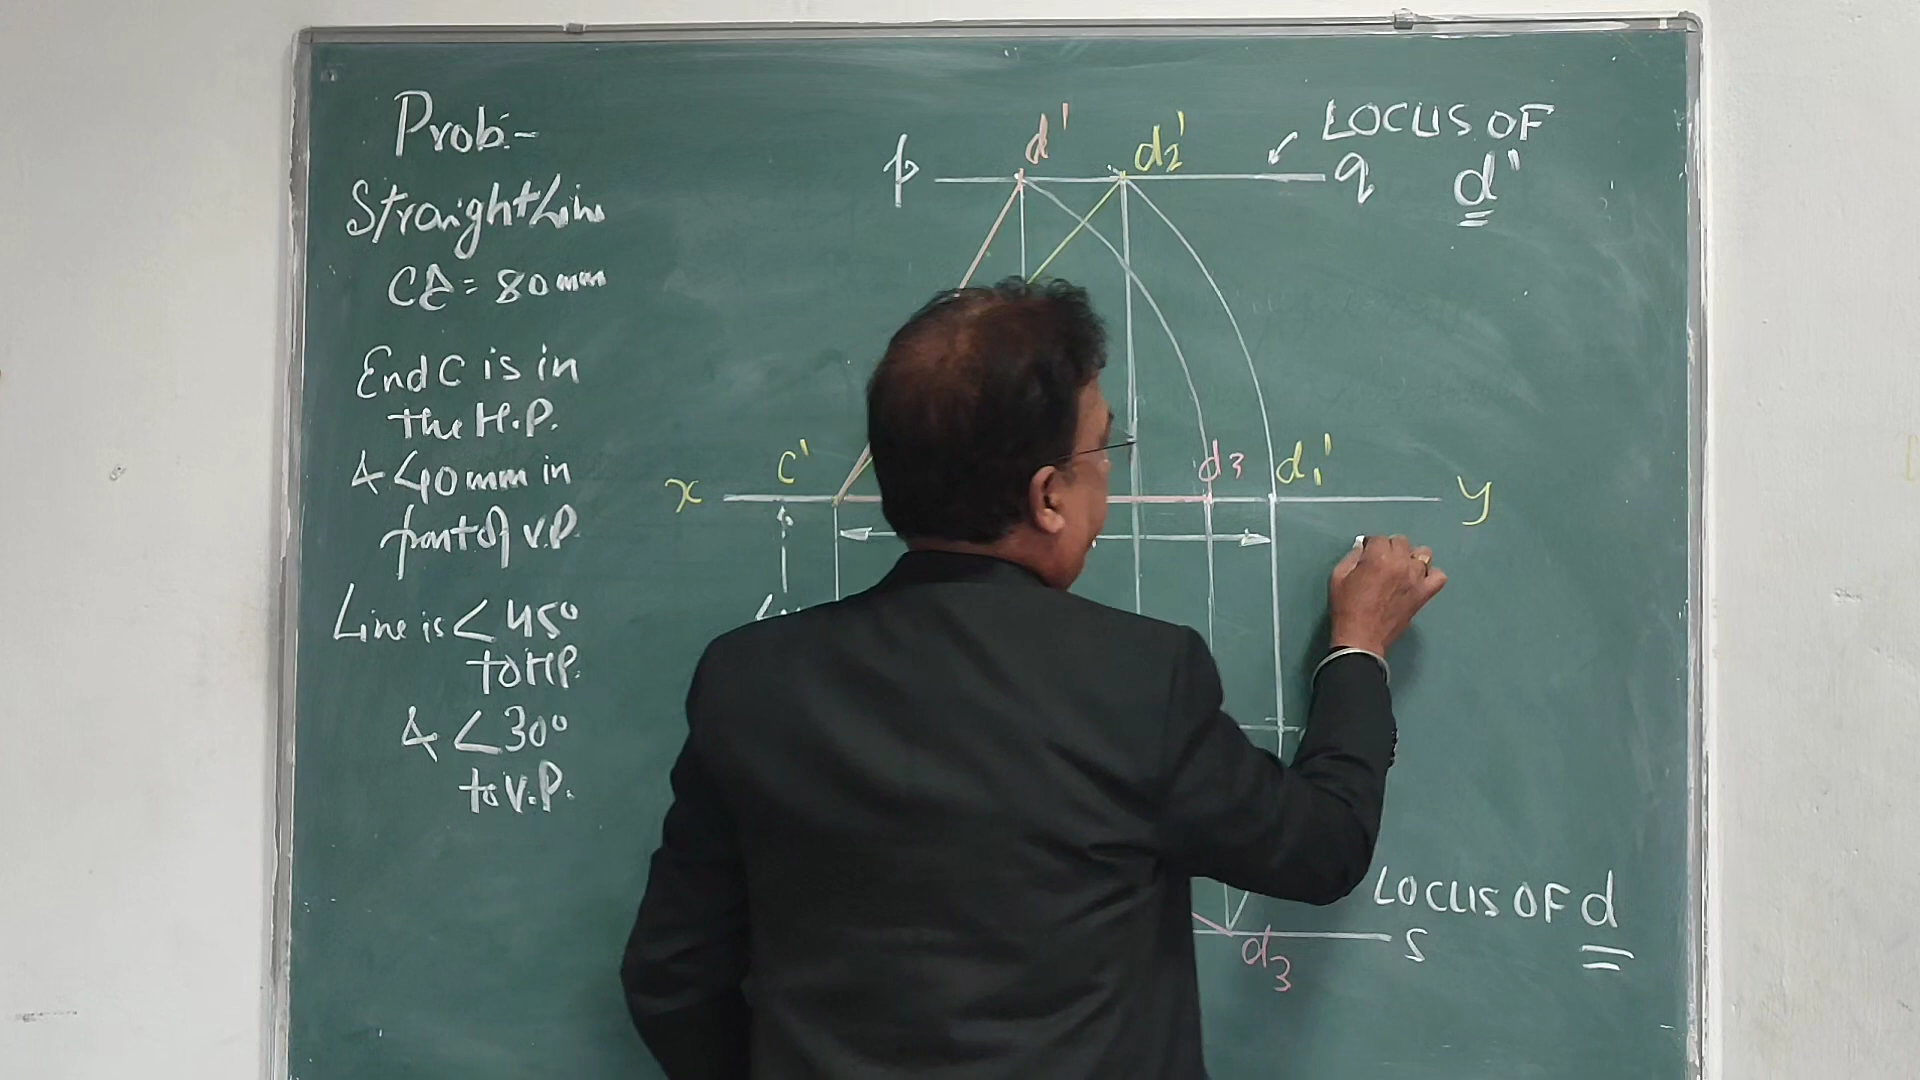 Prob:-
Straight Line
CD = 80 mm
End C is in
the H.P.
& 40 mm in
front of V.P.
Line is ∠ 45°
to H.P.
& ∠ 30°
to V.P.
p
d'
d2'
LOCUS OF
q d'
c'
x
d3
d1'
y
LOCUS OF d
s
d3